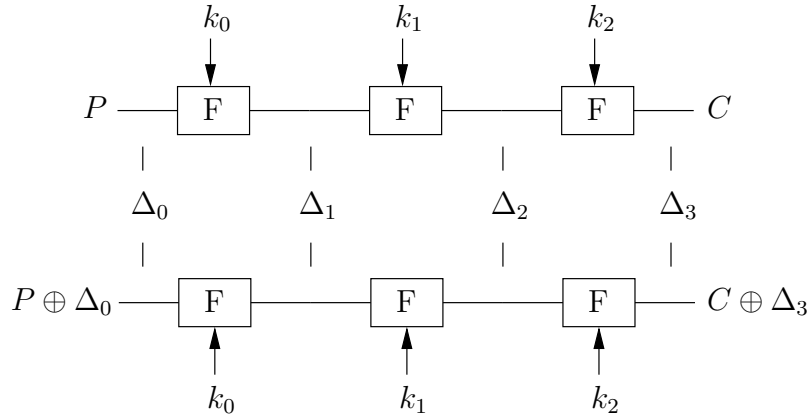 k₀ k₁ k₂
P F F F C
Δ₀ Δ₁ Δ₂ Δ₃
P ⊕ Δ₀ F F F C ⊕ Δ₃
k₀ k₁ k₂